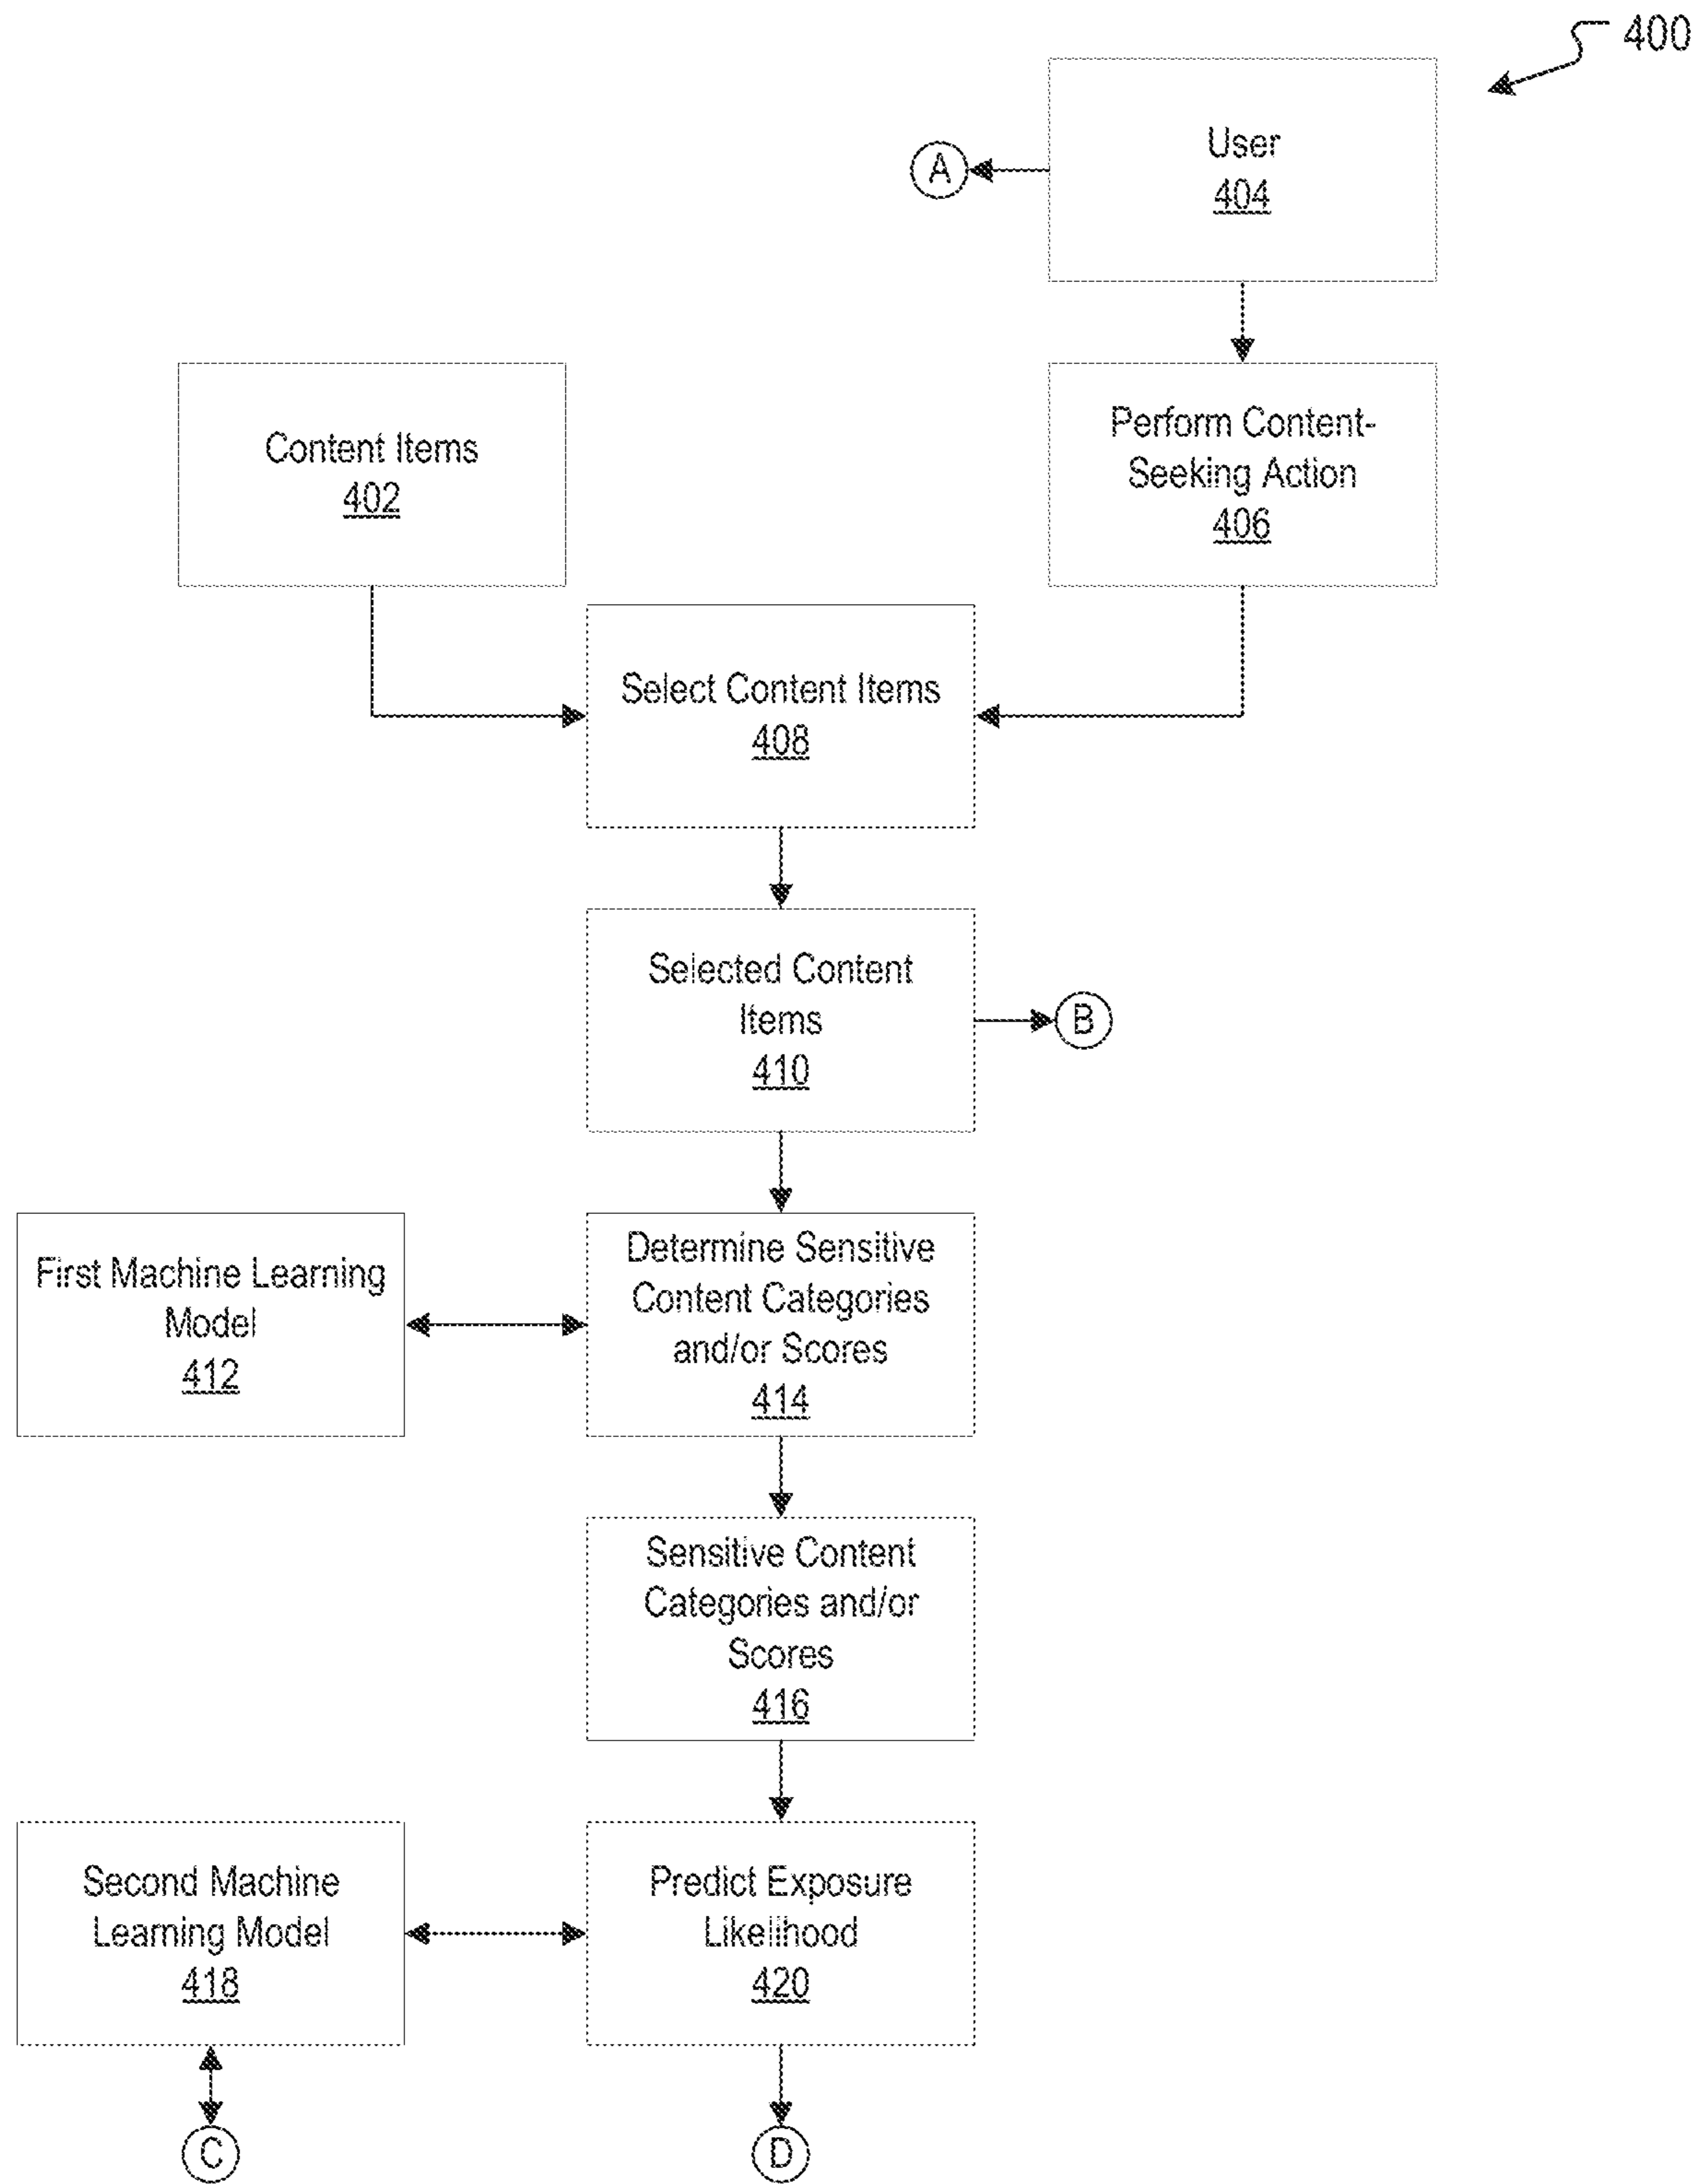 400
User
404
A
Content Items
402
Perform Content-
Seeking Action
406
Select Content Items
408
Selected Content
Items
410
B
First Machine Learning
Model
412
Determine Sensitive
Content Categories
and/or Scores
414
Sensitive Content
Categories and/or
Scores
416
Second Machine
Learning Model
418
Predict Exposure
Likelihood
420
C
D